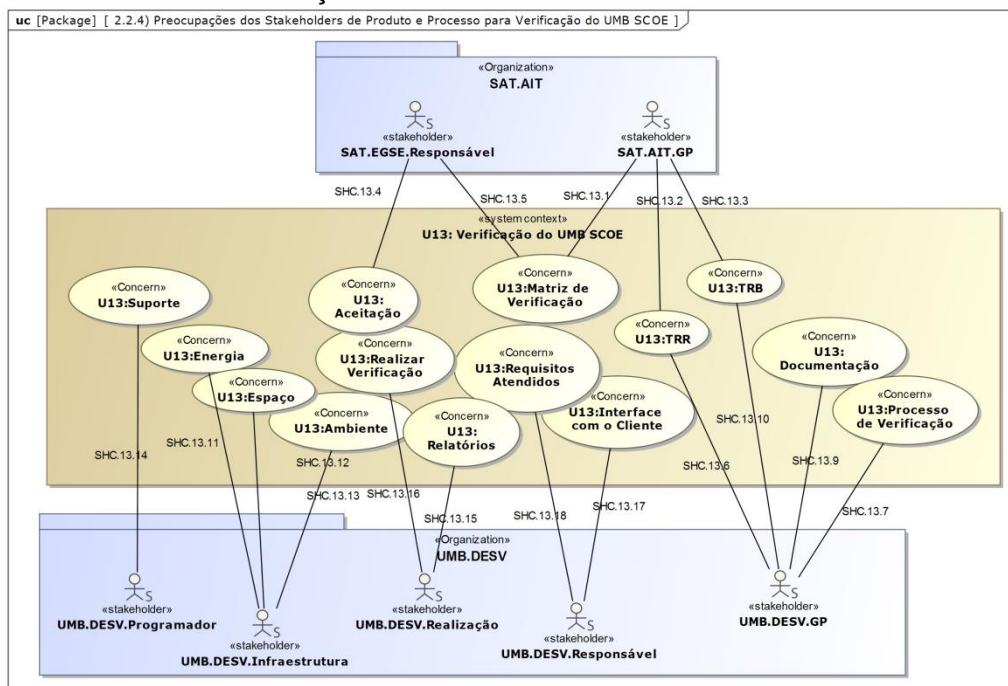 uc [Package] [ 2.2.4) Preocupações dos Stakeholders de Produto e Processo para Verificação do UMB SCOE ]
«Organization»
SAT.AIT
S
«stakeholder»
SAT.EGSE.Responsável
S
«stakeholder»
SAT.AIT.GP
SHC.13.4
SHC.13.5
SHC.13.1
SHC.13.2
SHC.13.3
«system context»
U13: Verificação do UMB SCOE
«Concern»
U13:Suporte
«Concern»
U13:
Aceitação
«Concern»
U13:Matriz de
Verificação
«Concern»
U13:TRB
«Concern»
U13:Energia
«Concern»
U13:Realizar
Verificação
«Concern»
U13:Requisitos
Atendidos
«Concern»
U13:TRR
«Concern»
U13:
Documentação
«Concern»
U13:Espaço
«Concern»
U13:Ambiente
«Concern»
U13:
Relatórios
«Concern»
U13:Interface
com o Cliente
«Concern»
U13:Processo
de Verificação
SHC.13.14
SHC.13.11
SHC.13.12
SHC.13.13
SHC.13.16
SHC.13.15
SHC.13.18
SHC.13.17
SHC.13.6
SHC.13.10
SHC.13.9
SHC.13.7
«Organization»
UMB.DESV
S
«stakeholder»
UMB.DESV.Programador
S
«stakeholder»
UMB.DESV.Infraestrutura
S
«stakeholder»
UMB.DESV.Realização
S
«stakeholder»
UMB.DESV.Responsável
S
«stakeholder»
UMB.DESV.GP